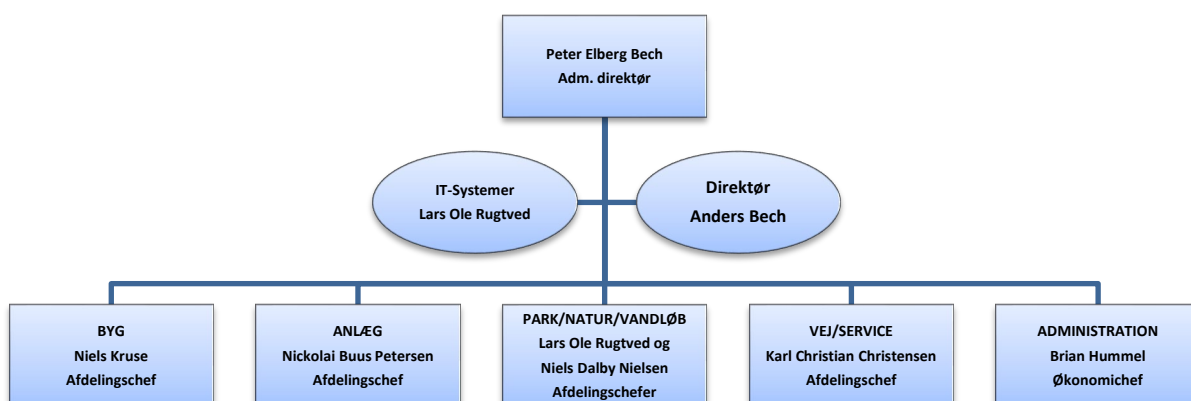 Peter Elberg Bech
Adm. direktør
IT-Systemer
Lars Ole Rugtved
Direktør
Anders Bech
BYG
Niels Kruse
Afdelingschef
ANLÆG
Nickolai Buus Petersen
Afdelingschef
PARK/NATUR/VANDLØB
Lars Ole Rugtved og
Niels Dalby Nielsen
Afdelingschefer
VEJ/SERVICE
Karl Christian Christensen
Afdelingschef
ADMINISTRATION
Brian Hummel
Økonomichef